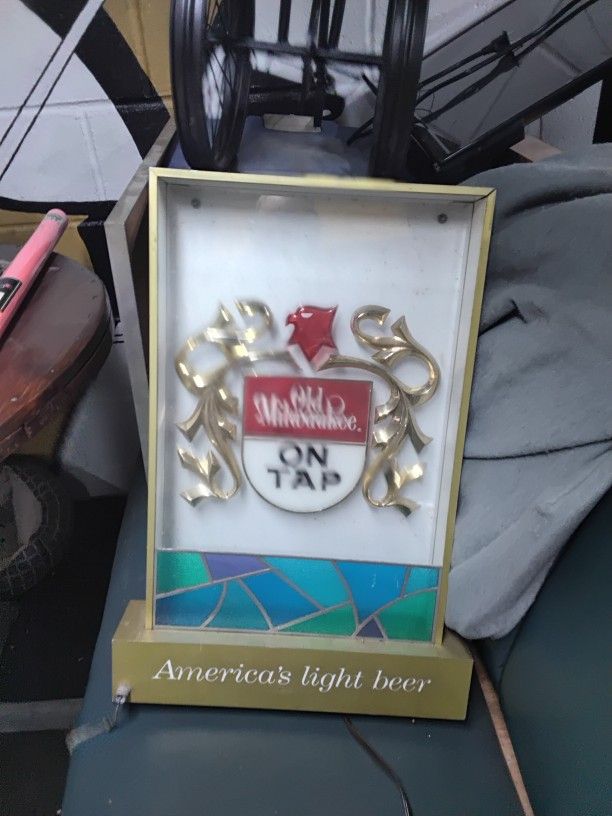 Old
Milwaukee.
ON
TAP
America's light beer